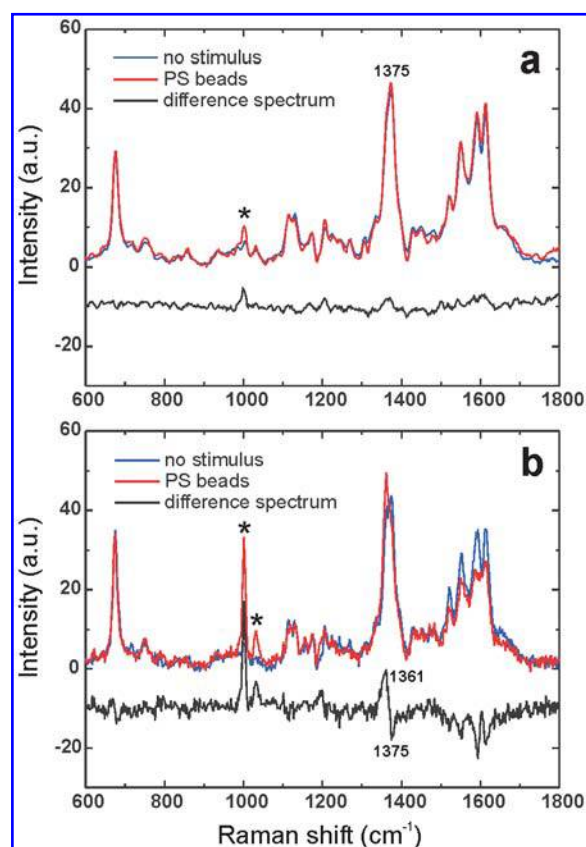 60
no stimulus
PS beads
difference spectrum
1375
a
40
20
*
0
-20
Intensity (a.u.)
600 800 1000 1200 1400 1600 1800
60
no stimulus
PS beads
difference spectrum
b
40
*
20
*
0
1361
1375
-20
Intensity (a.u.)
600 800 1000 1200 1400 1600 1800
Raman shift (cm⁻¹)